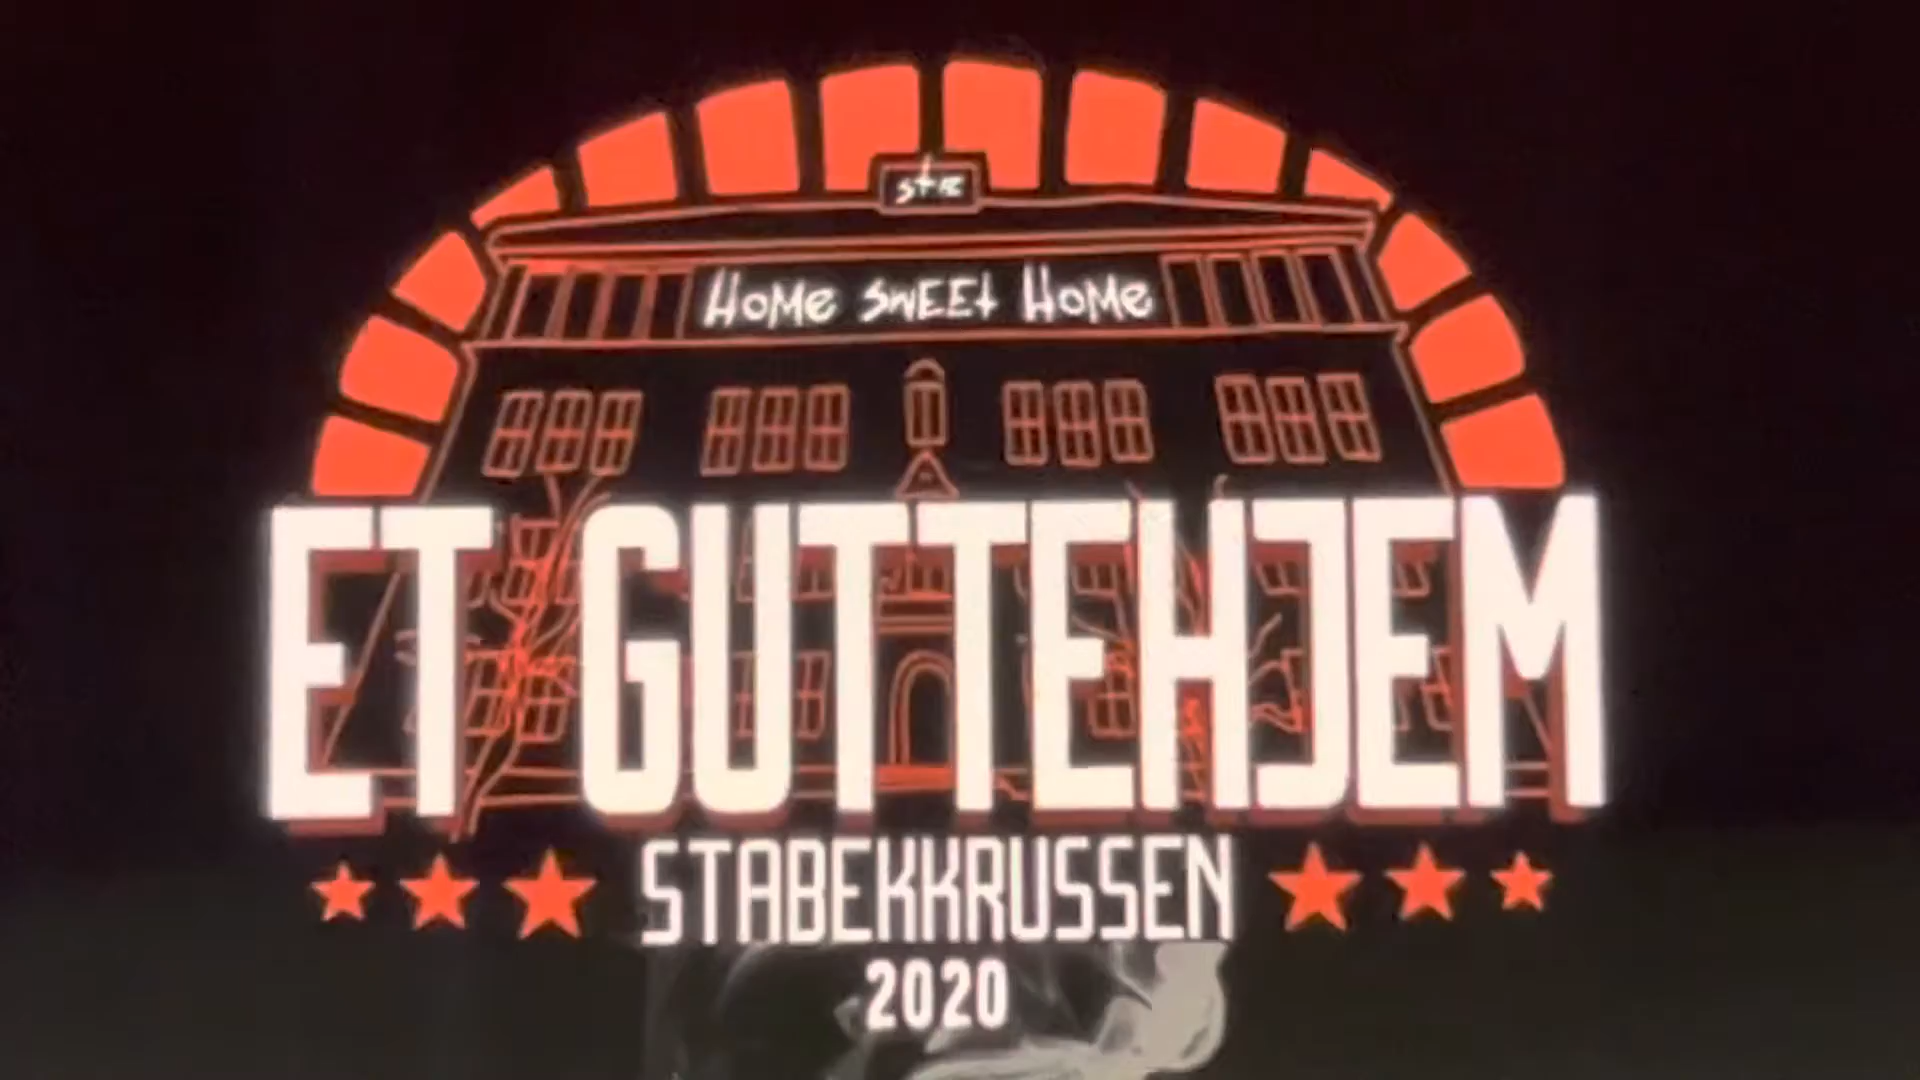 HOME SWEET HOME
ET GUTTEHJEM
STABEKKRUSSEN
2020